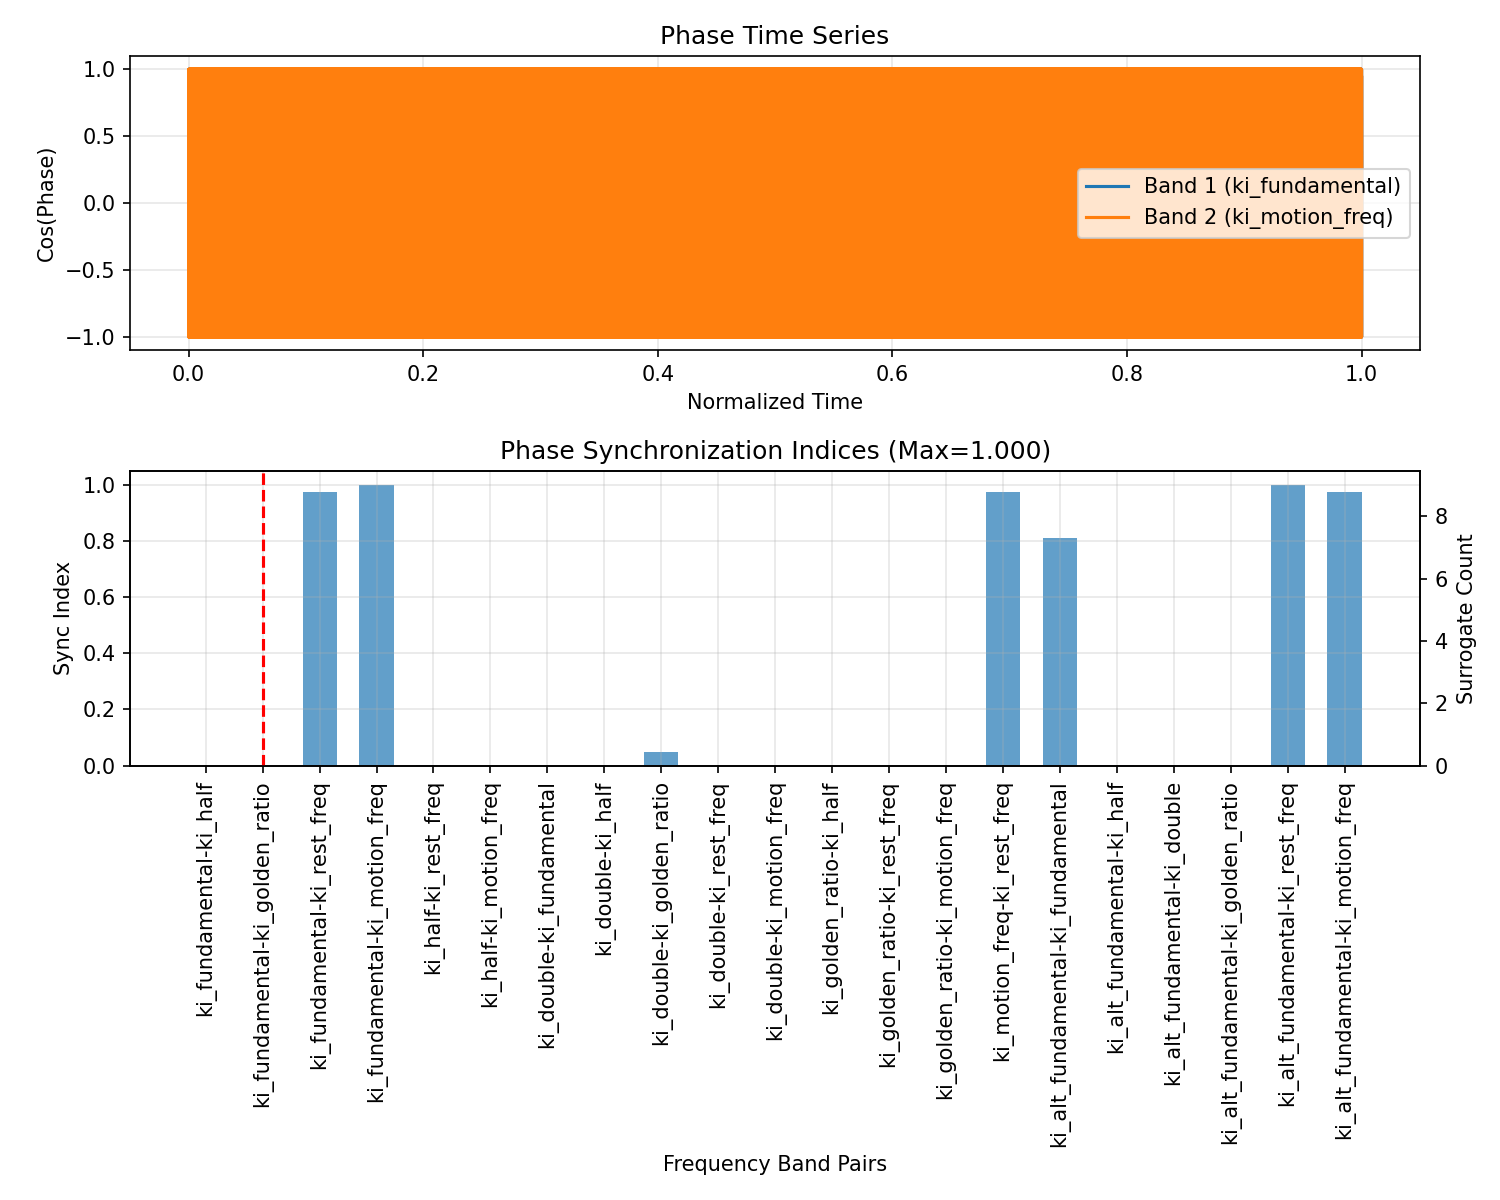 Phase Time Series
1.0
0.5
0.0
−0.5
−1.0
Cos(Phase)
Band 1 (ki_fundamental)
Band 2 (ki_motion_freq)
0.0 0.2 0.4 0.6 0.8 1.0
Normalized Time
Phase Synchronization Indices (Max=1.000)
1.0
0.8
0.6
0.4
0.2
0.0
Sync Index
8
6
4
2
0
Surrogate Count
ki_fundamental-ki_half
ki_fundamental-ki_golden_ratio
ki_fundamental-ki_rest_freq
ki_fundamental-ki_motion_freq
ki_half-ki_rest_freq
ki_half-ki_motion_freq
ki_double-ki_fundamental
ki_double-ki_half
ki_double-ki_golden_ratio
ki_double-ki_rest_freq
ki_double-ki_motion_freq
ki_golden_ratio-ki_half
ki_golden_ratio-ki_rest_freq
ki_golden_ratio-ki_motion_freq
ki_motion_freq-ki_rest_freq
ki_alt_fundamental-ki_fundamental
ki_alt_fundamental-ki_half
ki_alt_fundamental-ki_double
ki_alt_fundamental-ki_golden_ratio
ki_alt_fundamental-ki_rest_freq
ki_alt_fundamental-ki_motion_freq
Frequency Band Pairs